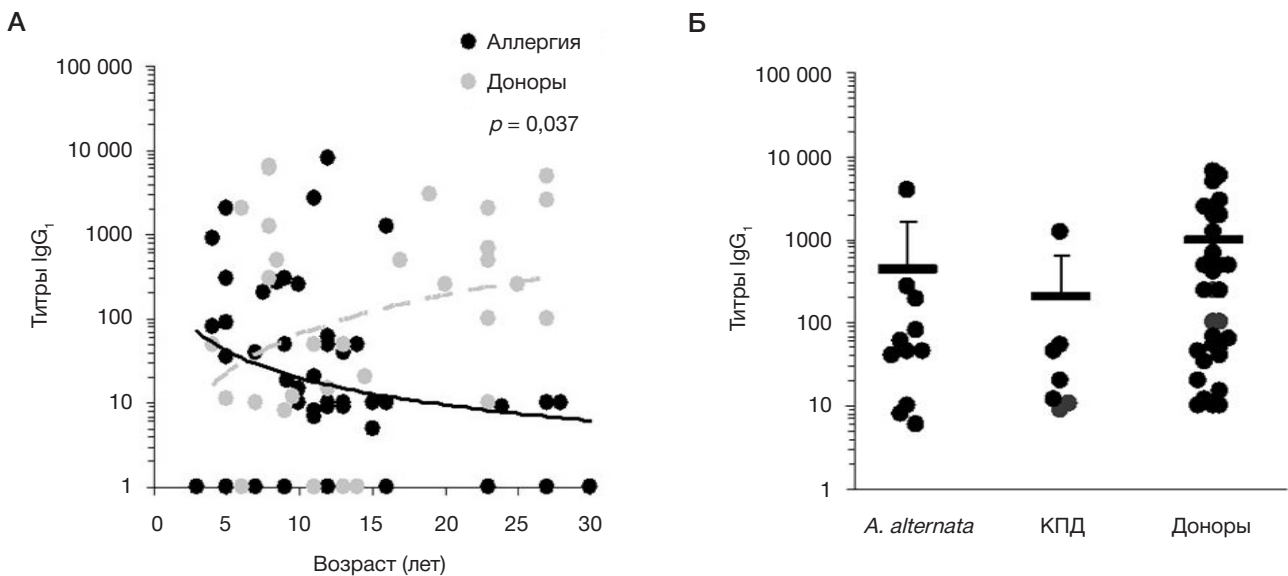 А
Аллергия
Доноры
p = 0,037
Титры IgG₁
100 000
10 000
1000
100
10
1
0 5 10 15 20 25 30
Возраст (лет)
Б
Титры IgG₁
100 000
10 000
1000
100
10
1
A. alternata КПД Доноры